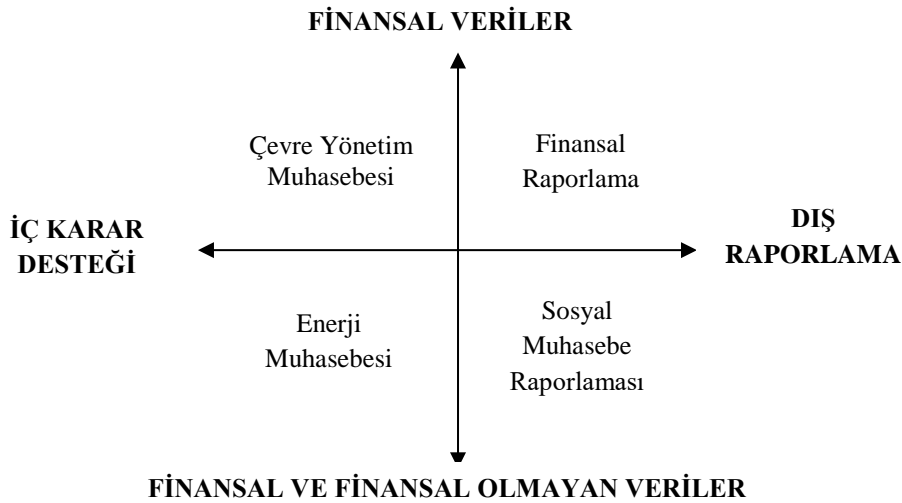 FİNANSAL VERİLER
Çevre Yönetim
Muhasebesi
Finansal
Raporlama
İÇ KARAR
DESTEĞİ
DIŞ
RAPORLAMA
Enerji
Muhasebesi
Sosyal
Muhasebe
Raporlaması
FİNANSAL VE FİNANSAL OLMAYAN VERİLER